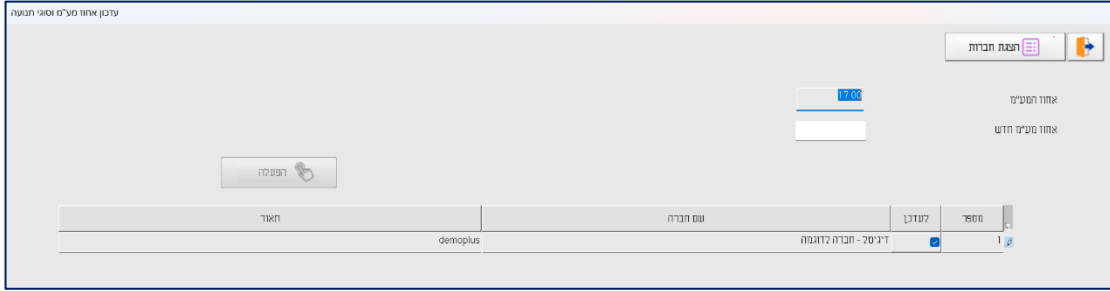 עדכון אחוז מע"מ וסוגי תנועה
הצגת חברות
אחוז המע"מ 17.00
אחוז מע"מ חדש
הפעלה
מספר לעדכן שם חברה תאור
1 דיגיטל - חברה לדוגמה demoplus